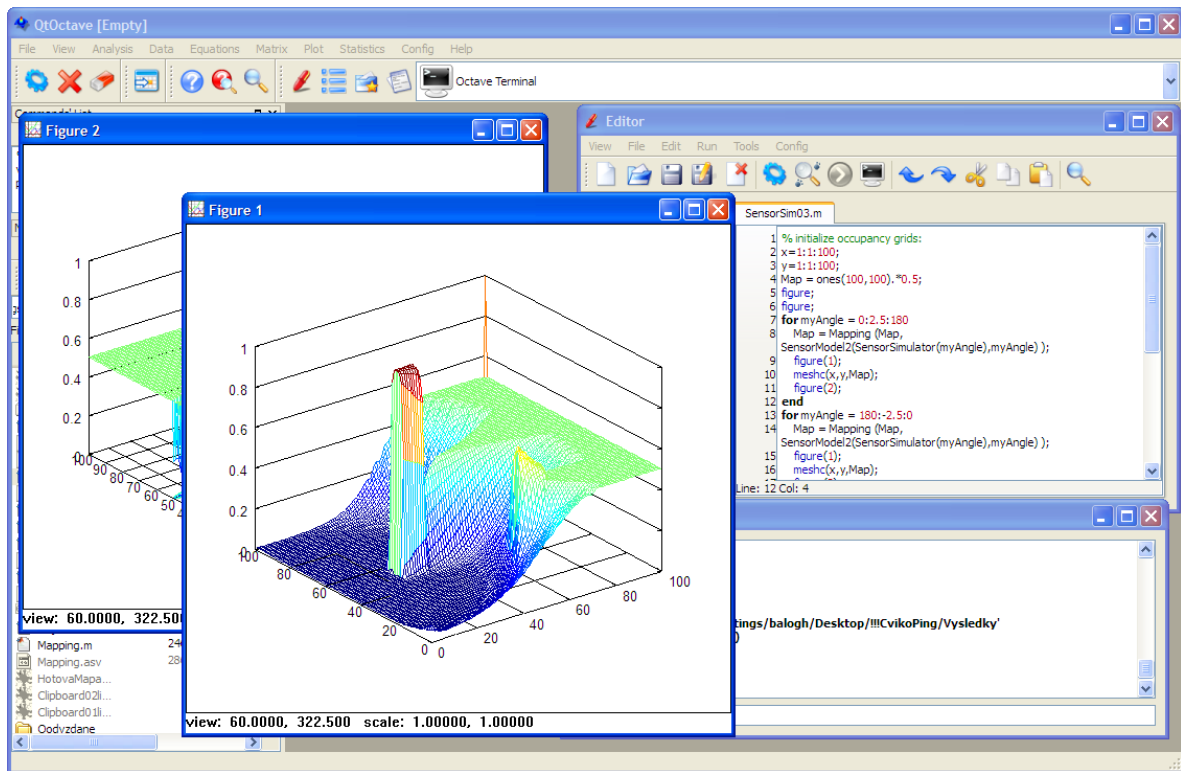 QtOctave [Empty]
File View Analysis Data Equations Matrix Plot Statistics Config Help
Octave Terminal
Commands' List
Figure 2
1
0.8
0.6
0.4
0.2
0
100
90
80
70
60
50
view: 60.0000, 322.500
Mapping.m
Mapping.asv
HotovaMapa...
Clipboard02li...
Clipboard01li...
Oodvzdane
Figure 1
1
0.8
0.6
0.4
0.2
0
100
80
60
40
20
0
0
20
40
60
80
100
view: 60.0000, 322.500 scale: 1.00000, 1.00000
Editor
View File Edit Run Tools Config
SensorSim03.m
1 % initialize occupancy grids:
2 x=1:1:100;
3 y=1:1:100;
4 Map = ones(100,100).*0.5;
5 figure;
6 figure;
7 for myAngle = 0:2.5:180
8 Map = Mapping (Map,
SensorModel2(SensorSimulator(myAngle),myAngle) );
9 figure(1);
10 meshc(x,y,Map);
11 figure(2);
12 end
13 for myAngle = 180:-2.5:0
14 Map = Mapping (Map,
SensorModel2(SensorSimulator(myAngle),myAngle) );
15 figure(1);
16 meshc(x,y,Map);
Line: 12 Col: 4
tings/balogh/Desktop/!!!CvikoPing/Vysledky'
)